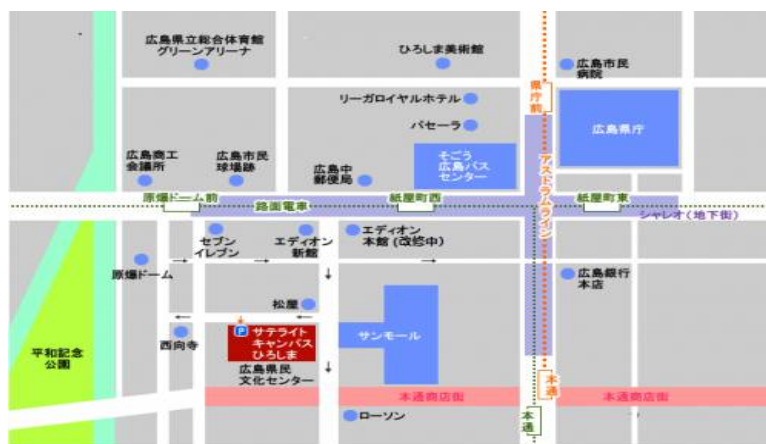 広島県立総合体育館
グリーンアリーナ
ひろしま美術館
広島市民
病院
リーガロイヤルホテル
県庁前
パセーラ
広島県庁
アストラムライン
広島商工
会議所
広島市民
球場跡
広島中
郵便局
そごう
広島バス
センター
原爆ドーム前
路面電車
紙屋町西
紙屋町東
シャレオ(地下街)
セブン
イレブン
エディオン
新館
エディオン
本館(改修中)
原爆ドーム
広島銀行
本店
松屋
P
サテライト
キャンパス
ひろしま
サンモール
西向寺
平和記念
公園
広島県民
文化センター
本通
本通商店街
本通商店街
ローソン
本通